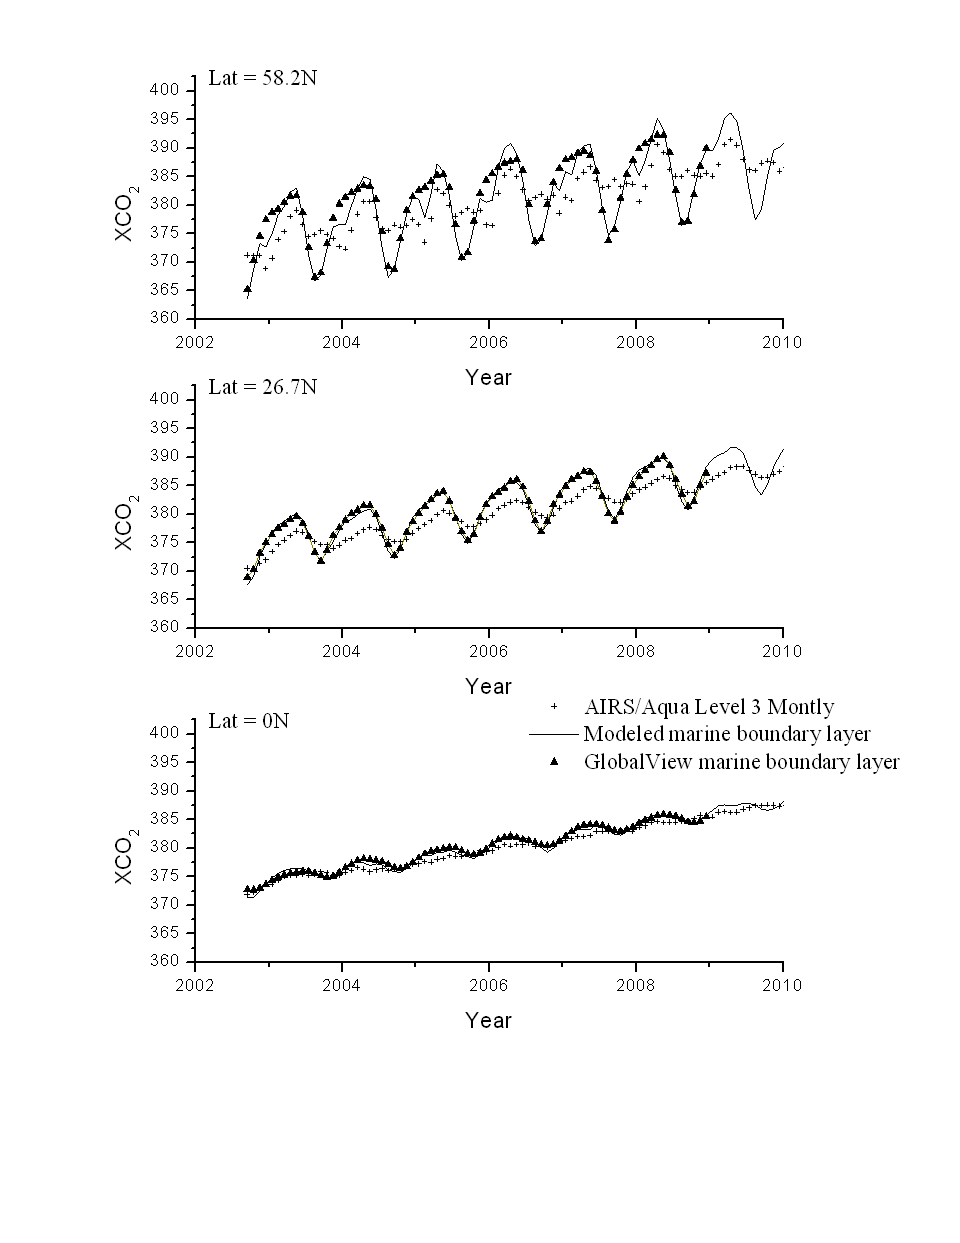 Lat = 58.2N
400
395
390
385
380
375
370
365
360
XCO2
2002 2004 2006 2008 2010
Year
Lat = 26.7N
400
395
390
385
380
375
370
365
360
XCO2
2002 2004 2006 2008 2010
Year
AIRS/Aqua Level 3 Montly
Modeled marine boundary layer
GlobalView marine boundary layer
Lat = 0N
400
395
390
385
380
375
370
365
360
XCO2
2002 2004 2006 2008 2010
Year